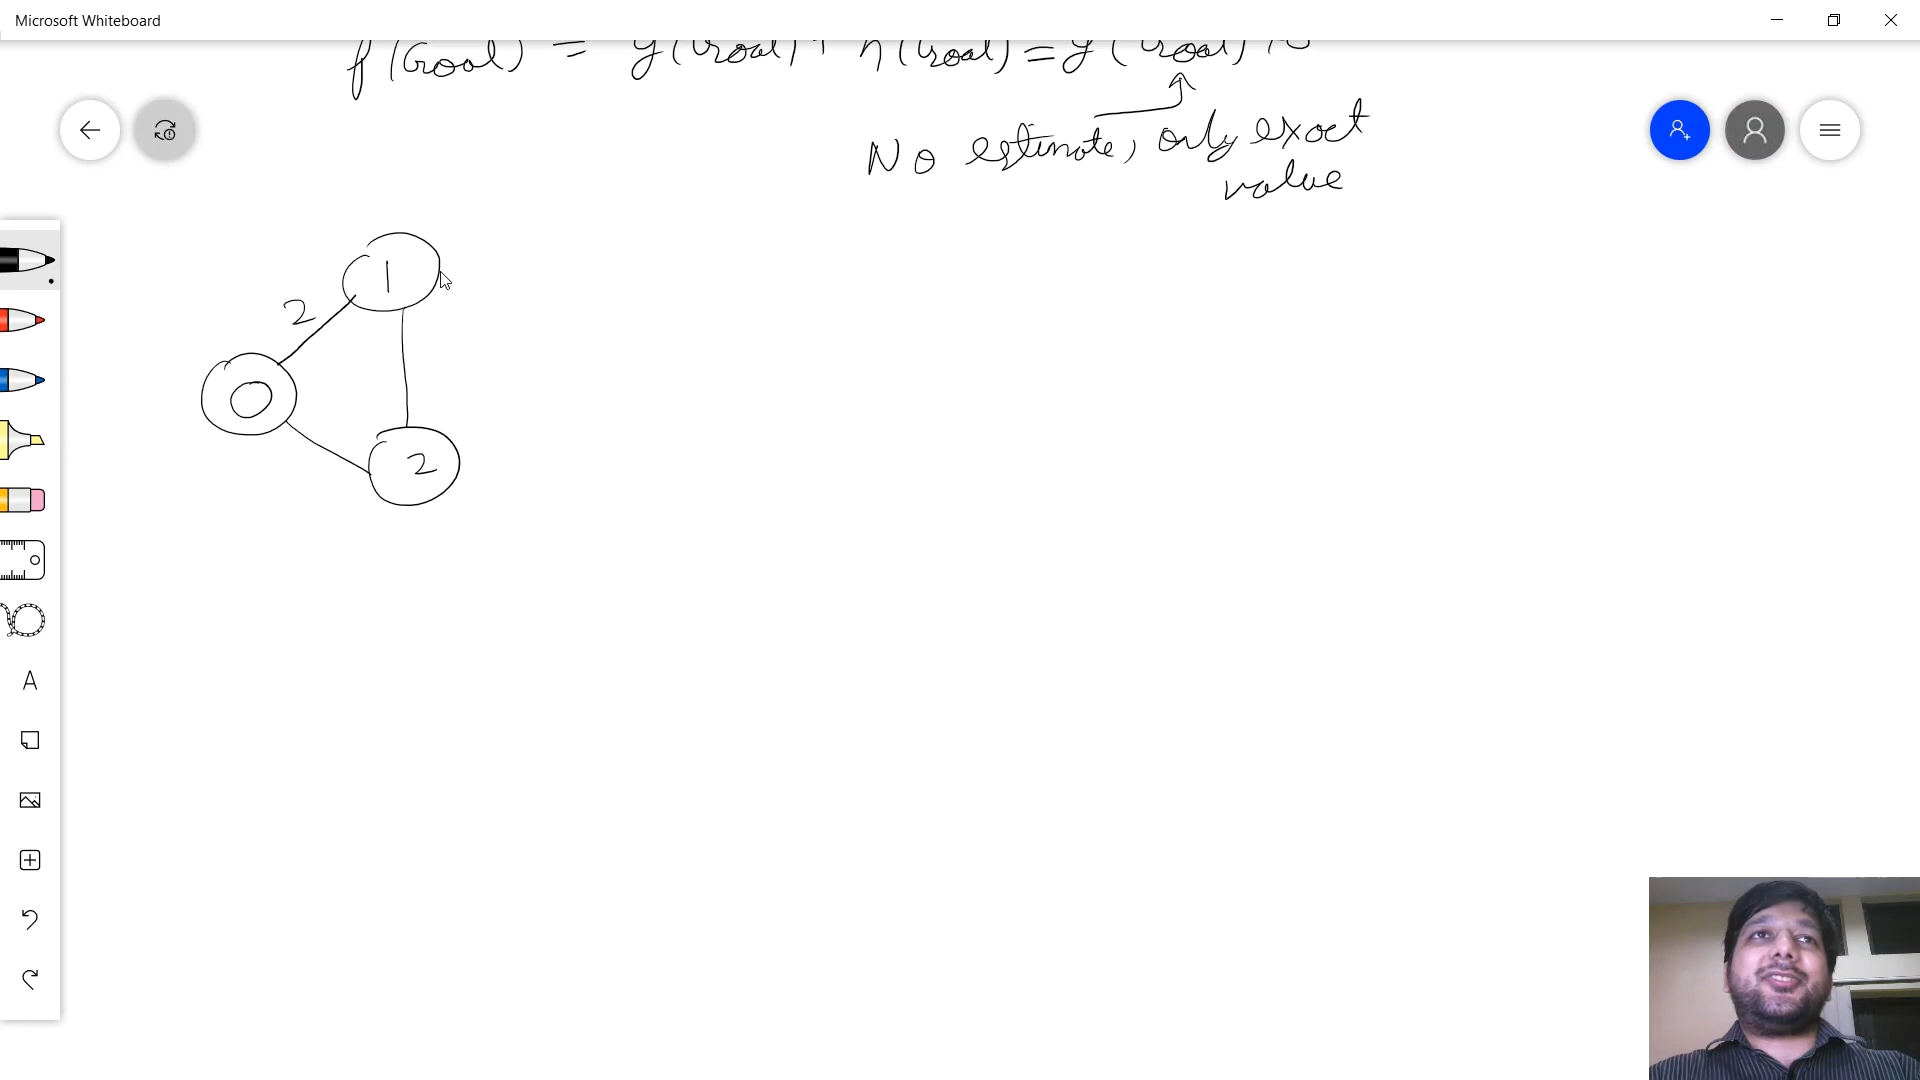 Microsoft Whiteboard
f(Goal) = g(Goal) + h(Goal) = g(Goal) + 0
No estimate, only exact
value
1
2
0
2
A